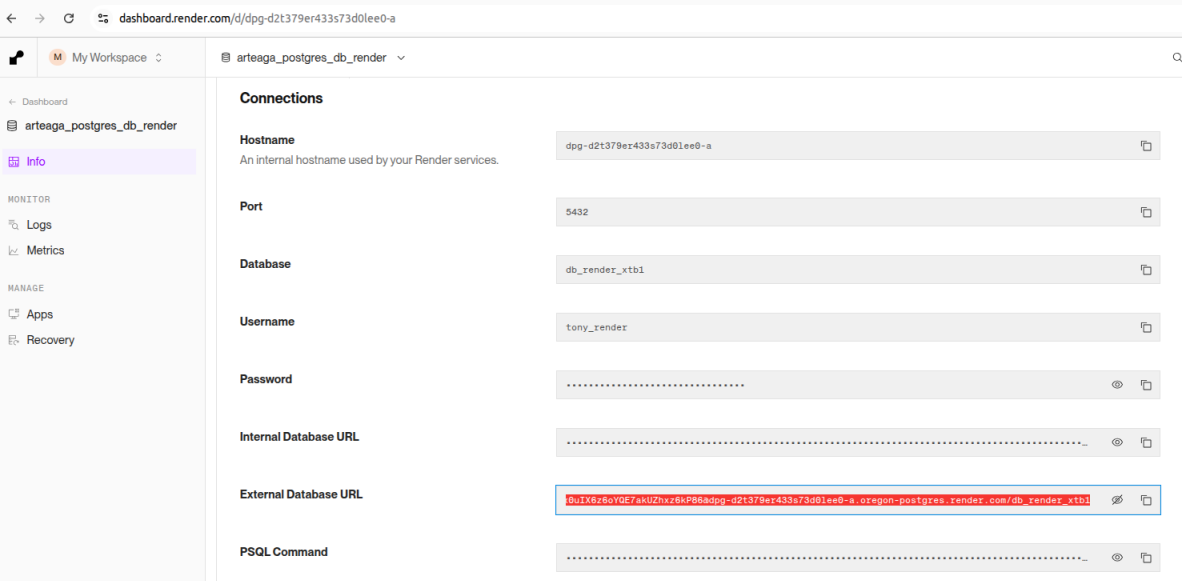 dashboard.render.com/d/dpg-d2t379er433s73d0lee0-a
M My Workspace
arteaga_postgres_db_render
Dashboard
arteaga_postgres_db_render
Info
MONITOR
Logs
Metrics
MANAGE
Apps
Recovery
Connections
Hostname
An internal hostname used by your Render services.
dpg-d2t379er433s73d0lee0-a
Port
5432
Database
db_render_xtbl
Username
tony_render
Password
Internal Database URL
External Database URL
0uIX6z6oYQE7akUZhxz6kP86@dpg-d2t379er433s73d0lee0-a.oregon-postgres.render.com/db_render_xtbl
PSQL Command